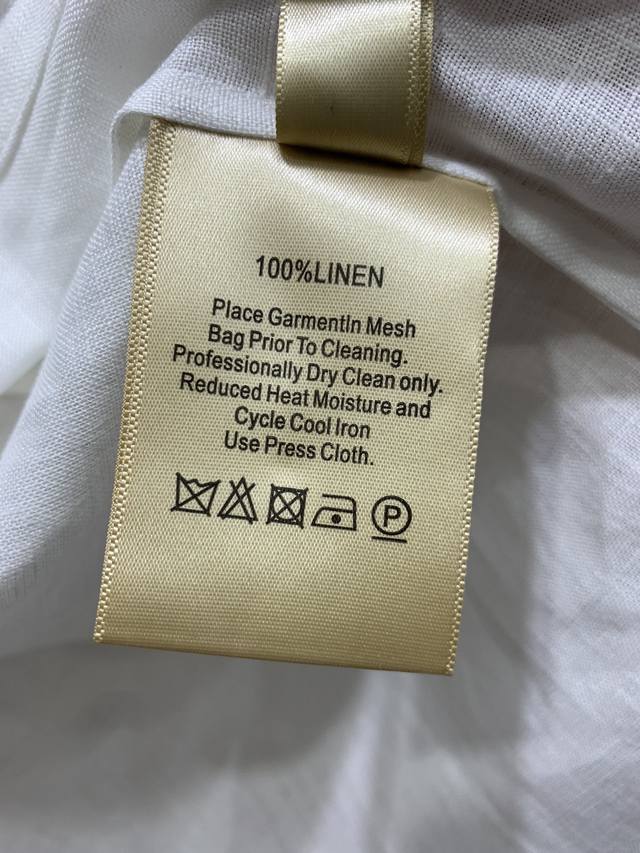 100%LINEN
Place GarmentIn Mesh
Bag Prior To Cleaning.
Professionally Dry Clean only.
Reduced Heat Moisture and
Cycle Cool Iron
Use Press Cloth.
P